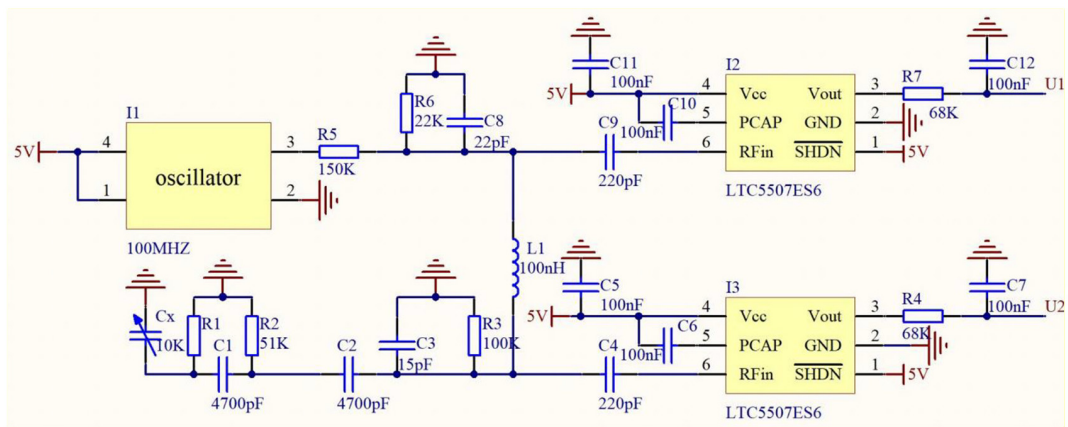 I1
5V
4
1
oscillator
3
2
100MHZ
R5
150K
R6
22K
C8
22pF
C9
220pF
C11
100nF
5V
C10
100nF
I2
4
5
6
Vcc
PCAP
RFin
Vout
GND
SHDN
3
2
1
LTC5507ES6
R7
68K
5V
C12
100nF
U1
L1
100nH
Cx
R1
10K
C1
4700pF
R2
51K
C2
4700pF
C3
15pF
R3
100K
C4
220pF
C5
100nF
5V
C6
100nF
I3
4
5
6
Vcc
PCAP
RFin
Vout
GND
SHDN
3
2
1
LTC5507ES6
R4
68K
5V
C7
100nF
U2